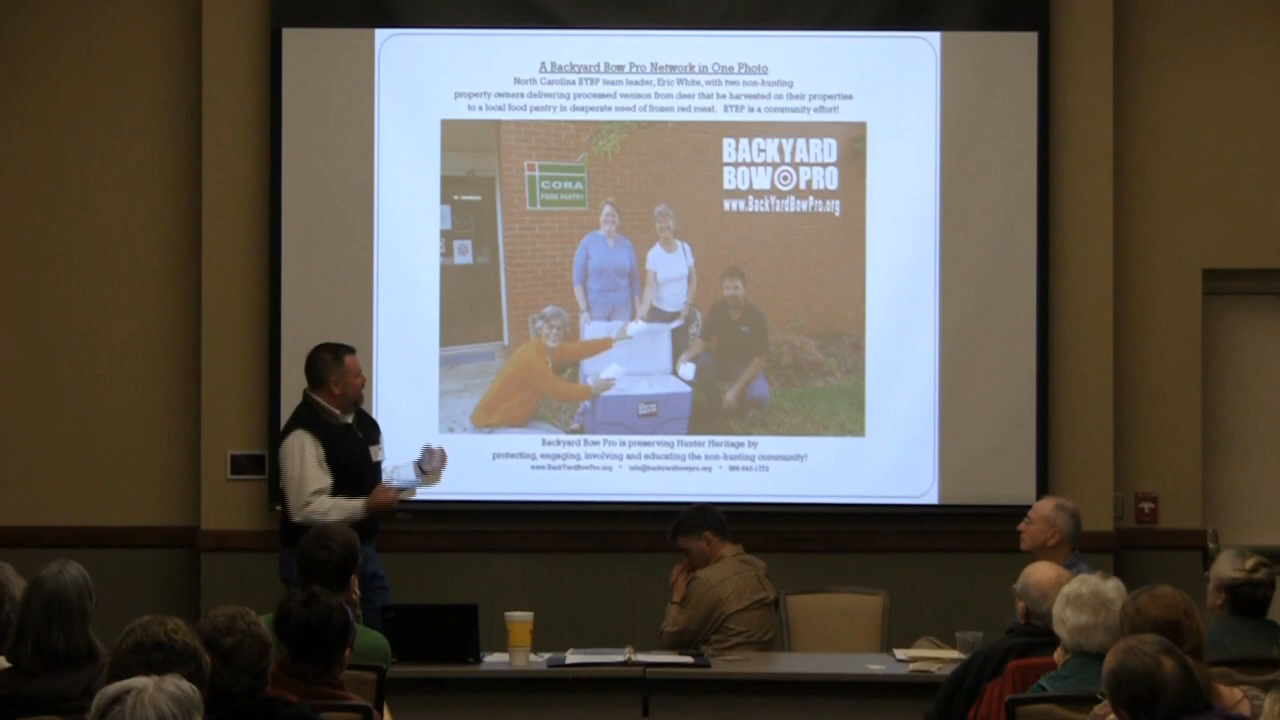 A Backyard Bow Pro Network in One Photo
North Carolina BYBP team leader, Eric White, with two non-hunting
property owners delivering processed venison from deer that he harvested on their properties
to a local food pantry in desperate need of frozen red meat. BYBP is a community effort!
BACKYARD
BOW PRO
www.BackYardBowPro.org
CORA
FOOD PANTRY
Backyard Bow Pro is preserving Hunter Heritage by
protecting, engaging, involving and educating the non-hunting community!
www.BackYardBowPro.org * info@backyardbowpro.org *